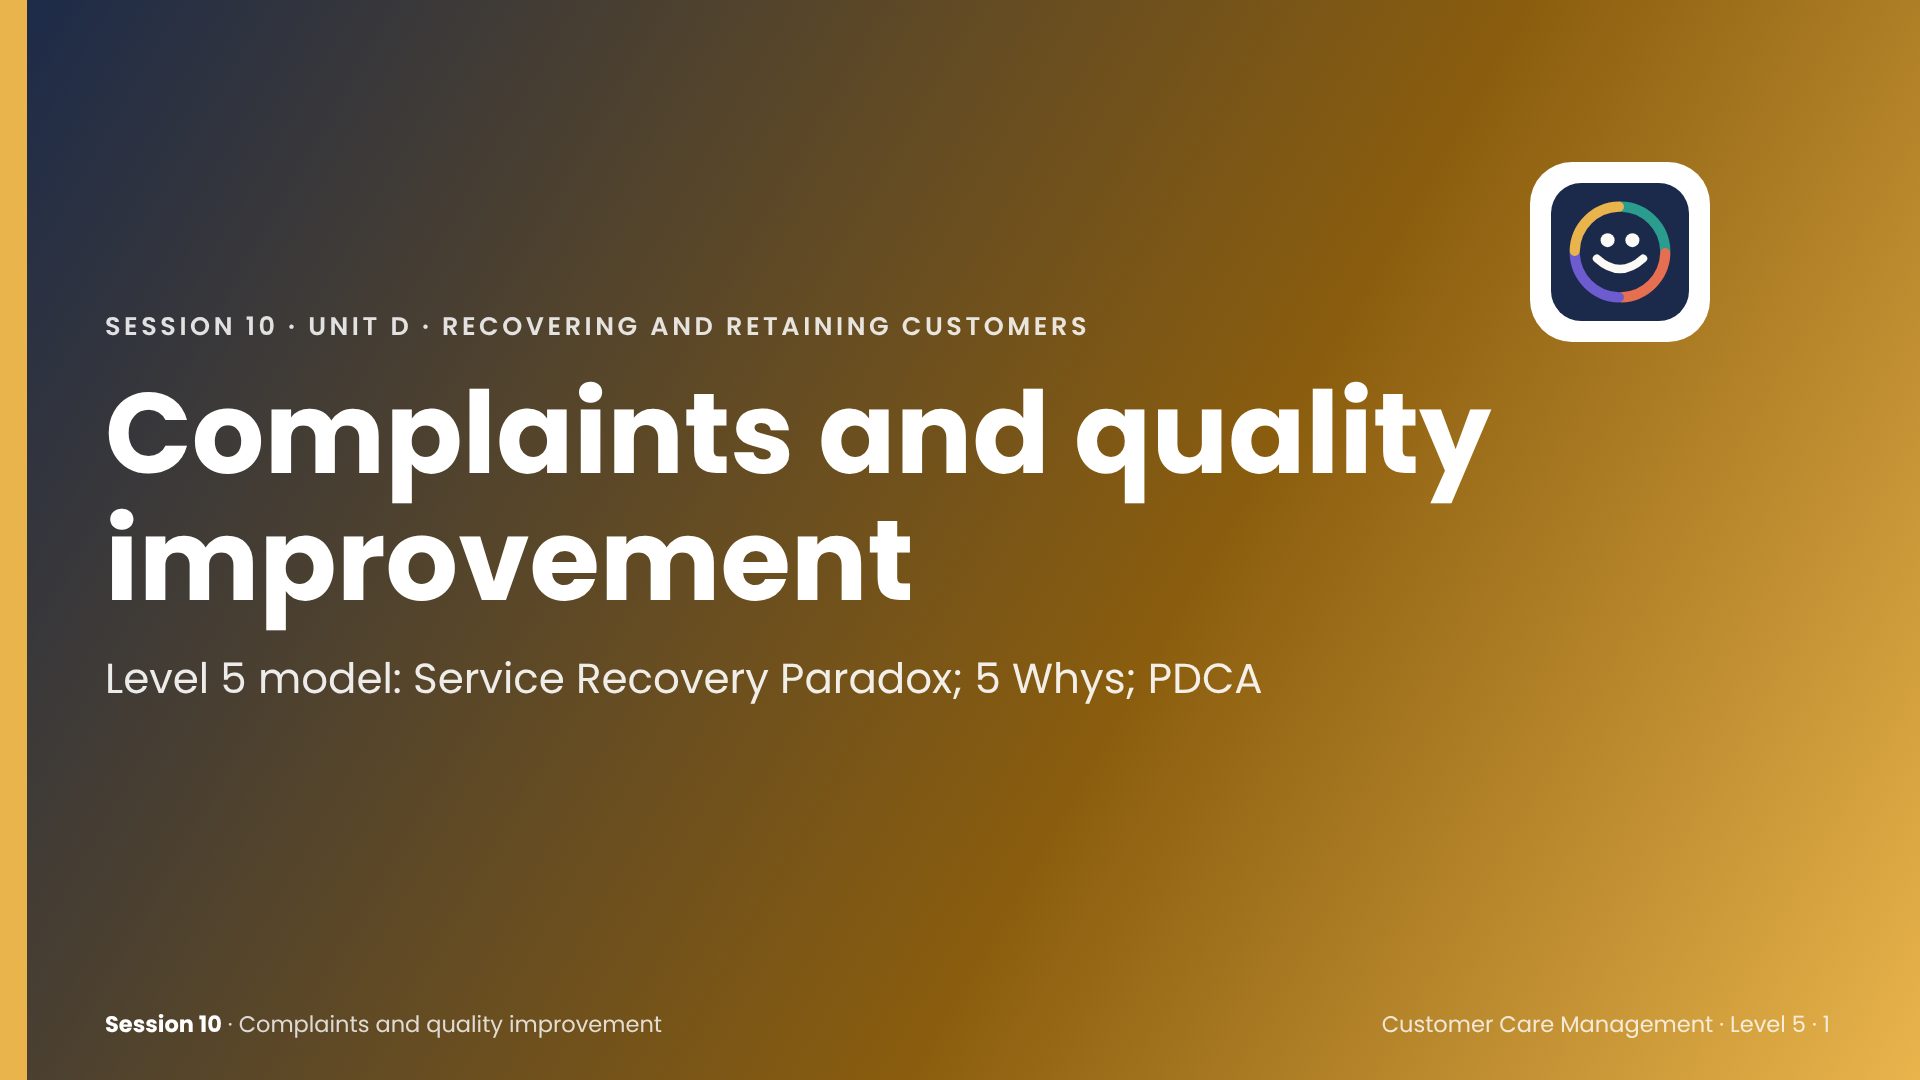 SESSION 10 · UNIT D · RECOVERING AND RETAINING CUSTOMERS
Complaints and quality
improvement
Level 5 model: Service Recovery Paradox; 5 Whys; PDCA
Session 10 · Complaints and quality improvement
Customer Care Management · Level 5 · 1